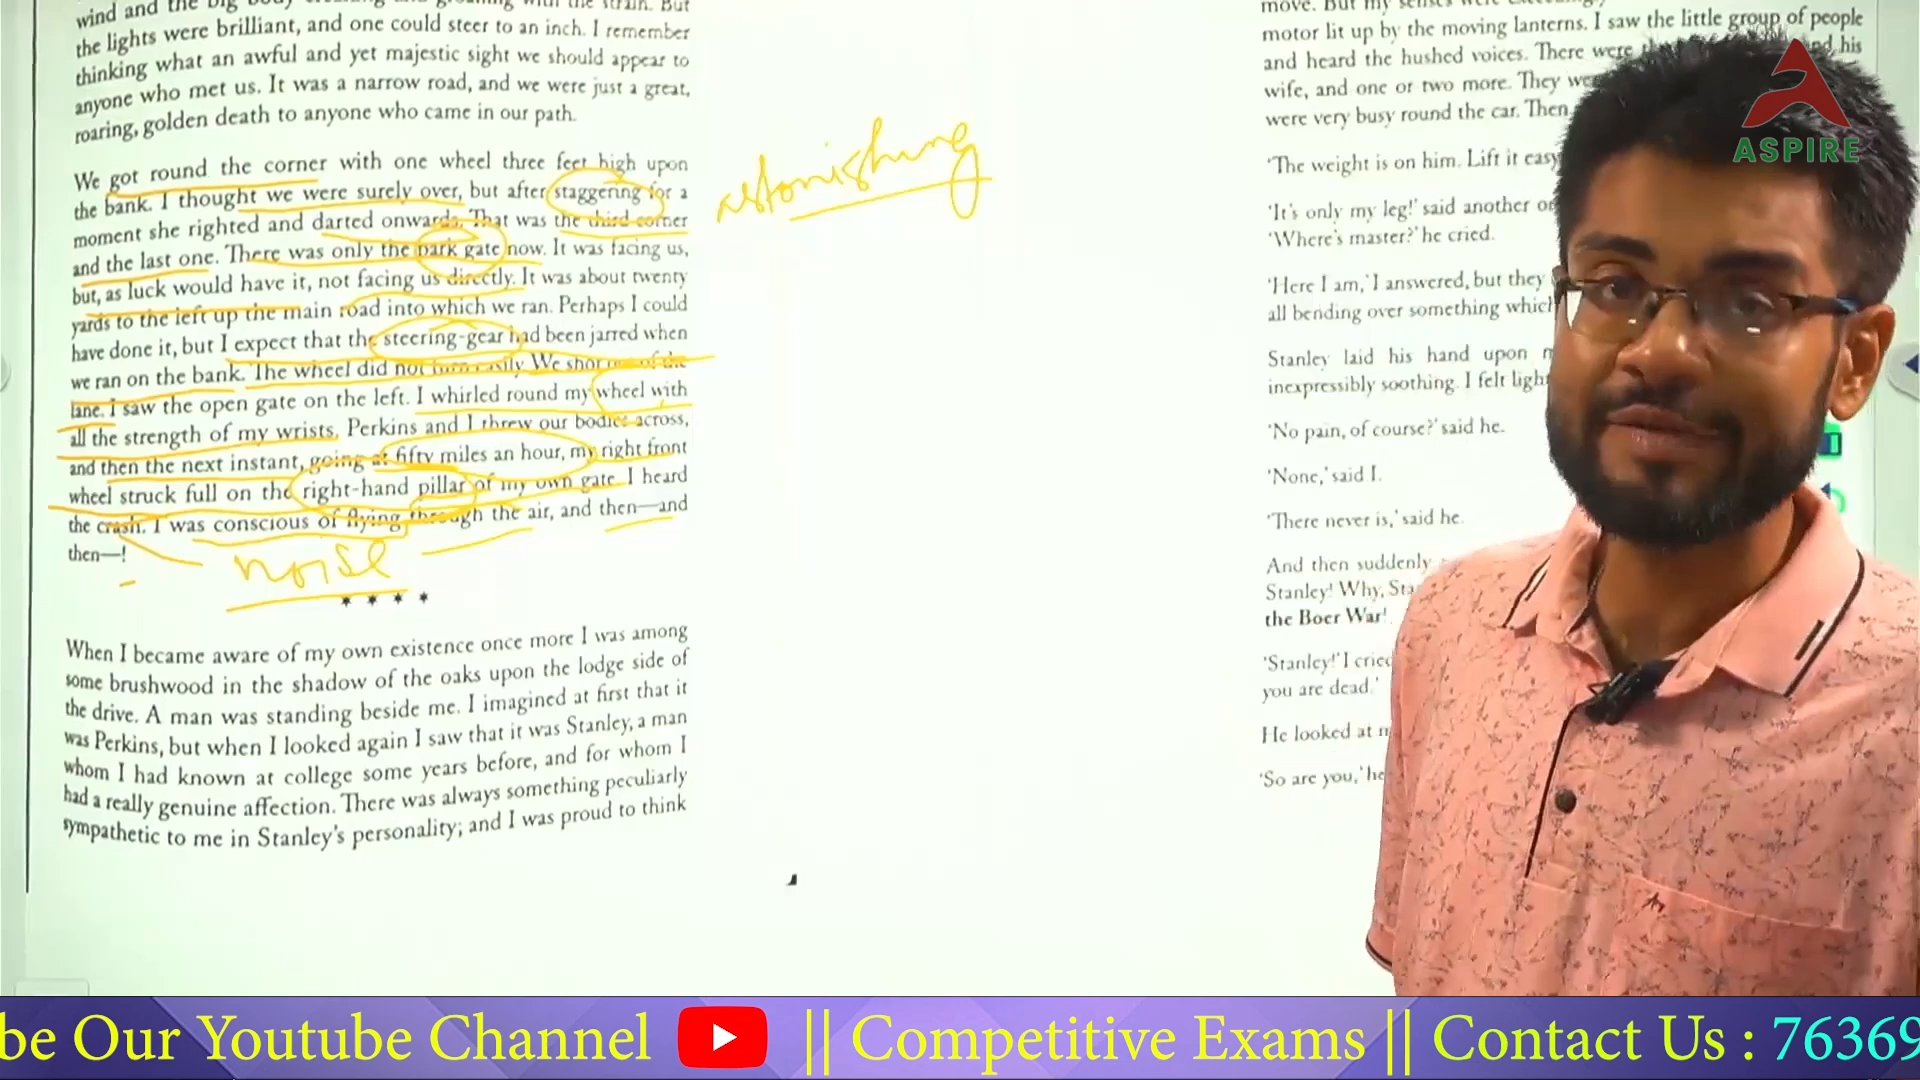 wind and the big body
with the strain. But
the lights were brilliant, and one could steer to an inch. I remember
thinking what an awful and yet majestic sight we should appear to
anyone who met us. It was a narrow road, and we were just a great,
roaring, golden death to anyone who came in our path.
We got round the corner with one wheel three feet high upon
the bank. I thought we were surely over, but after staggering for a
moment she righted and darted onwards. That was the third corner
and the last one. There was only the park gate now. It was facing us,
but, as luck would have it, not facing us directly. It was about twenty
yards to the left up the main road into which we ran. Perhaps I could
have done it, but I expect that the steering-gear had been jarred when
we ran on the bank. The wheel did not turn easily. We shot out of the
lane. I saw the open gate on the left. I whirled round my wheel with
all the strength of my wrists. Perkins and I threw our bodies across,
and then the next instant, going at fifty miles an hour, my right front
wheel struck full on the right-hand pillar of my own gate. I heard
the crash. I was conscious of flying through the air, and then—and
then—!
noise
* * * *
When I became aware of my own existence once more I was among
some brushwood in the shadow of the oaks upon the lodge side of
the drive. A man was standing beside me. I imagined at first that it
was Perkins, but when I looked again I saw that it was Stanley, a man
whom I had known at college some years before, and for whom I
had a really genuine affection. There was always something peculiarly
sympathetic to me in Stanley's personality; and I was proud to think
astonishing
move. But my senses were
motor lit up by the moving lanterns. I saw the little group of people
and heard the hushed voices. There were
and his
wife, and one or two more. They
were very busy round the car. Then
'The weight is on him. Lift it easy
'It's only my leg!' said another
'Where's master?' he cried.
'Here I am,' I answered, but they
all bending over something which
Stanley laid his hand upon
inexpressibly soothing. I felt light
'No pain, of course?' said he.
'None,' said I.
'There never is,' said he.
And then suddenly
Stanley! Why, Sta
the Boer War!
'Stanley!' I cried
you are dead.'
He looked at
'So are you,' he
ASPIRE
be Our Youtube Channel || Competitive Exams || Contact Us : 76369